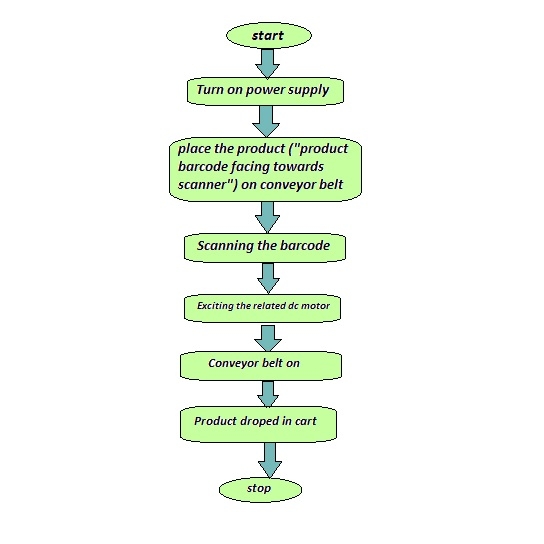 start
Turn on power supply
place the product ("product
barcode facing towards
scanner") on conveyor belt
Scanning the barcode
Exciting the related dc motor
Conveyor belt on
Product droped in cart
stop